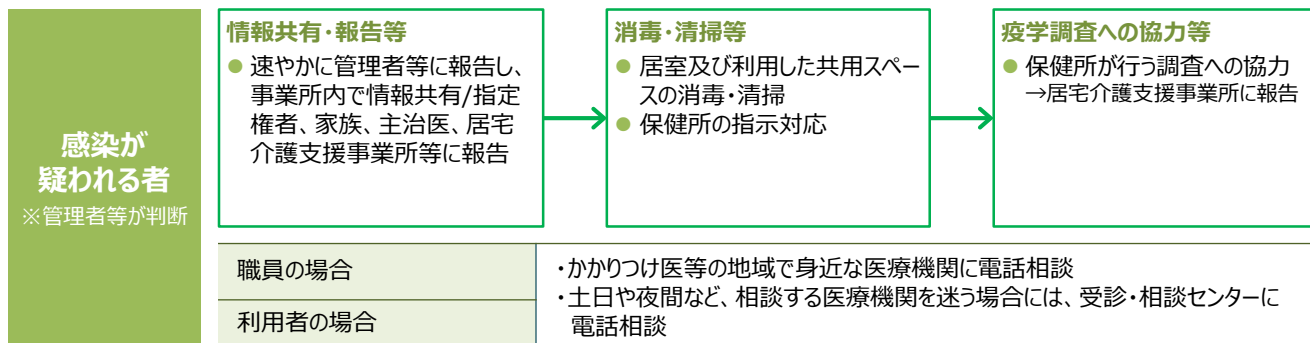 感染が
疑われる者
※管理者等が判断
情報共有・報告等
● 速やかに管理者等に報告し、
事業所内で情報共有/指定
権者、家族、主治医、居宅
介護支援事業所等に報告
消毒・清掃等
● 居室及び利用した共用スペー
スの消毒・清掃
● 保健所の指示対応
疫学調査への協力等
● 保健所が行う調査への協力
→居宅介護支援事業所に報告
職員の場合
利用者の場合
・かかりつけ医等の地域で身近な医療機関に電話相談
・土日や夜間など、相談する医療機関を迷う場合には、受診・相談センターに
電話相談